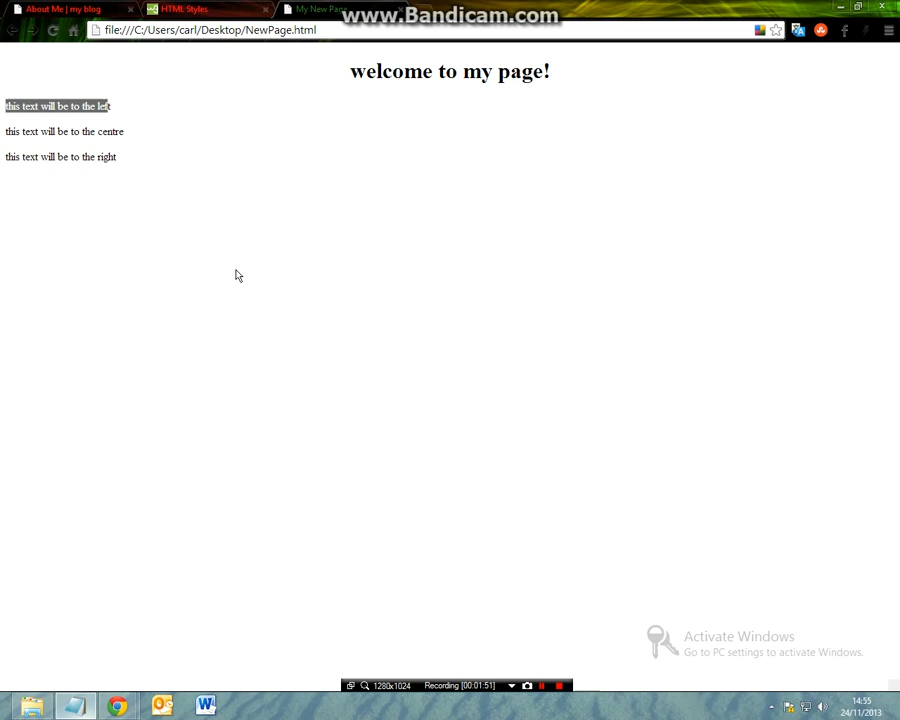 About Me | my blog
HTML Styles
My New Page
www.Bandicam.com
file:///C:/Users/carl/Desktop/NewPage.html
welcome to my page!
this text will be to the left
this text will be to the centre
this text will be to the right
Activate Windows
Go to PC settings to activate Windows.
1280x1024 Recording [00:01:51]
14:55
24/11/2013